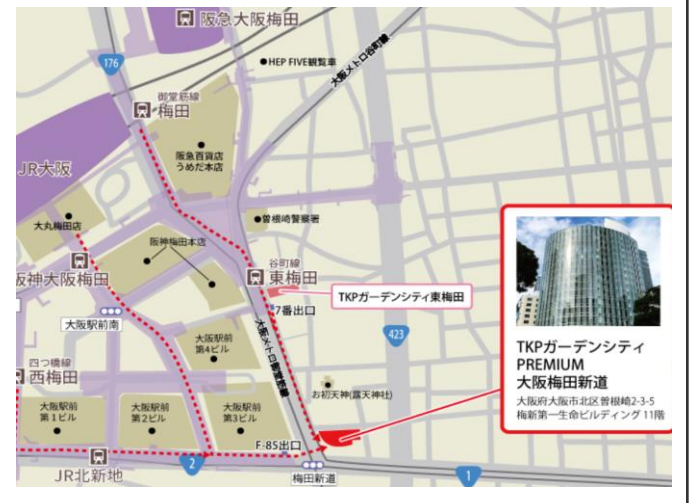 阪急大阪梅田
176
HEP FIVE観覧車
大阪メトロ谷町線
御堂筋線
梅田
阪急百貨店
うめだ本店
JR大阪
大丸梅田店
曽根崎警察署
阪神梅田本店
谷町線
東梅田
阪神大阪梅田
TKPガーデンシティ東梅田
7番出口
大阪駅前南
大阪駅前
第4ビル
423
TKPガーデンシティ
PREMIUM
大阪梅田新道
大阪府大阪市北区曽根崎2-3-5
梅新第一生命ビルディング 11階
四つ橋線
西梅田
お初天神(露天神社)
大阪駅前
第1ビル
大阪駅前
第2ビル
大阪駅前
第3ビル
F-85出口
JR北新地
2
梅田新道
1